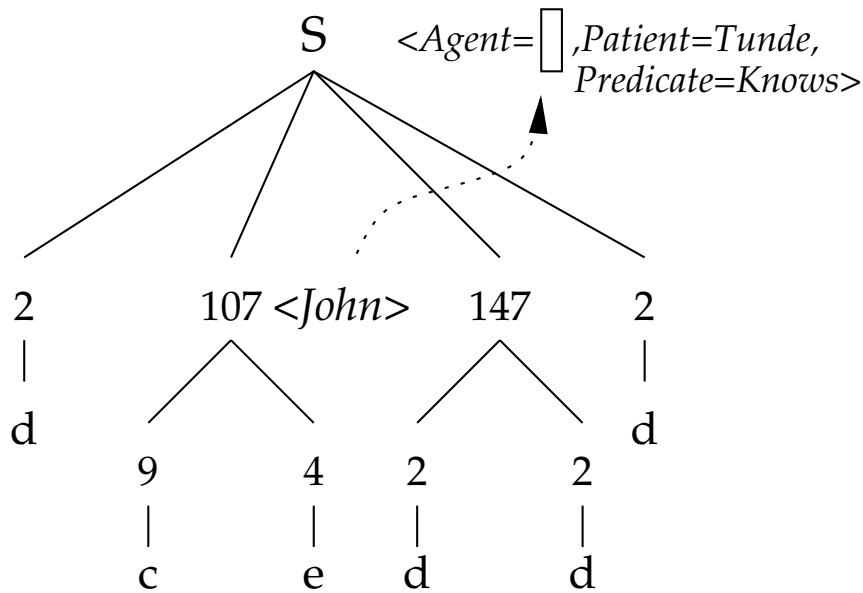 S <Agent= ,Patient=Tunde,
Predicate=Knows>
2 107 <John> 147 2
d d
9 4 2 2
c e d d